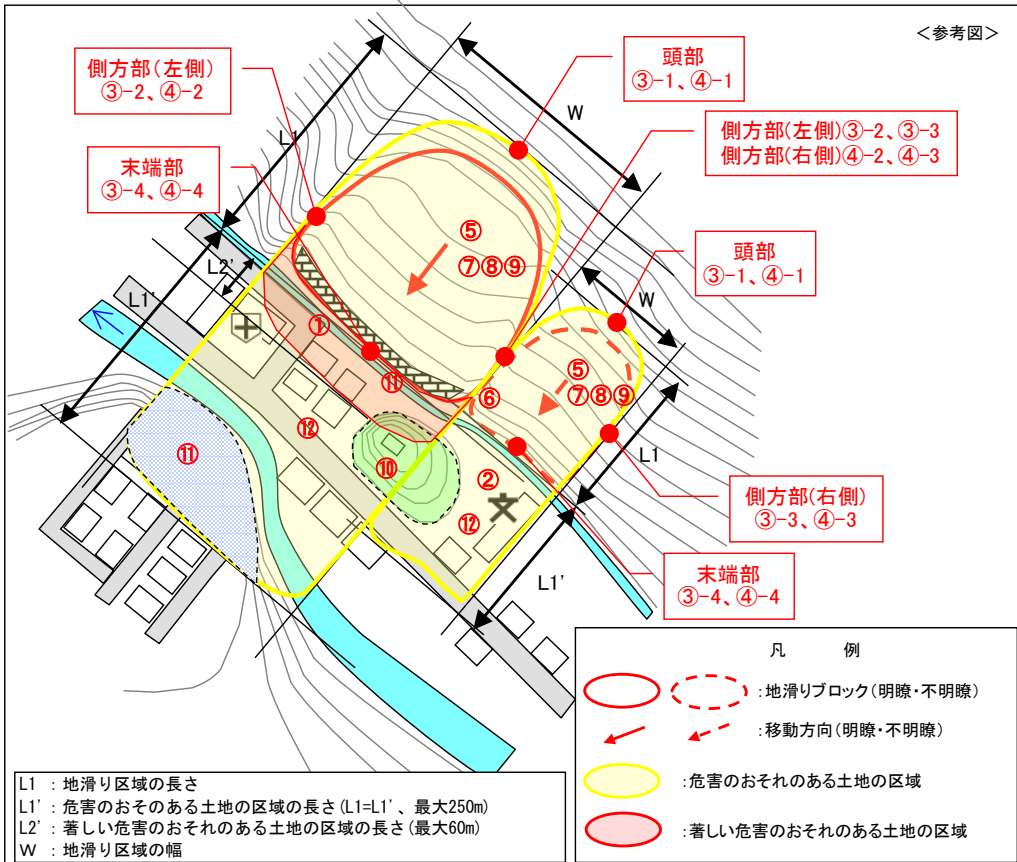 ＜参考図＞
頭部
③-1、④-1
側方部（左側）
③-2、④-2
W
側方部（左側）③-2、③-3
側方部（右側）④-2、④-3
L1
末端部
③-4、④-4
⑤
⑦⑧⑨
頭部
③-1、④-1
L2'
W
L1'
①
⑤
⑦⑧⑨
⑪
⑥
L1
⑫
⑪
⑩
②
⑫
側方部（右側）
③-3、④-3
L1'
末端部
③-4、④-4
凡　例
：地滑りブロック（明瞭・不明瞭）
：移動方向（明瞭・不明瞭）
：危害のおそれのある土地の区域
：著しい危害のおそれのある土地の区域
L1 ：地滑り区域の長さ
L1'：危害のおそのある土地の区域の長さ（L1=L1'、最大250m）
L2'：著しい危害のおそれのある土地の区域の長さ（最大60m）
W ：地滑り区域の幅